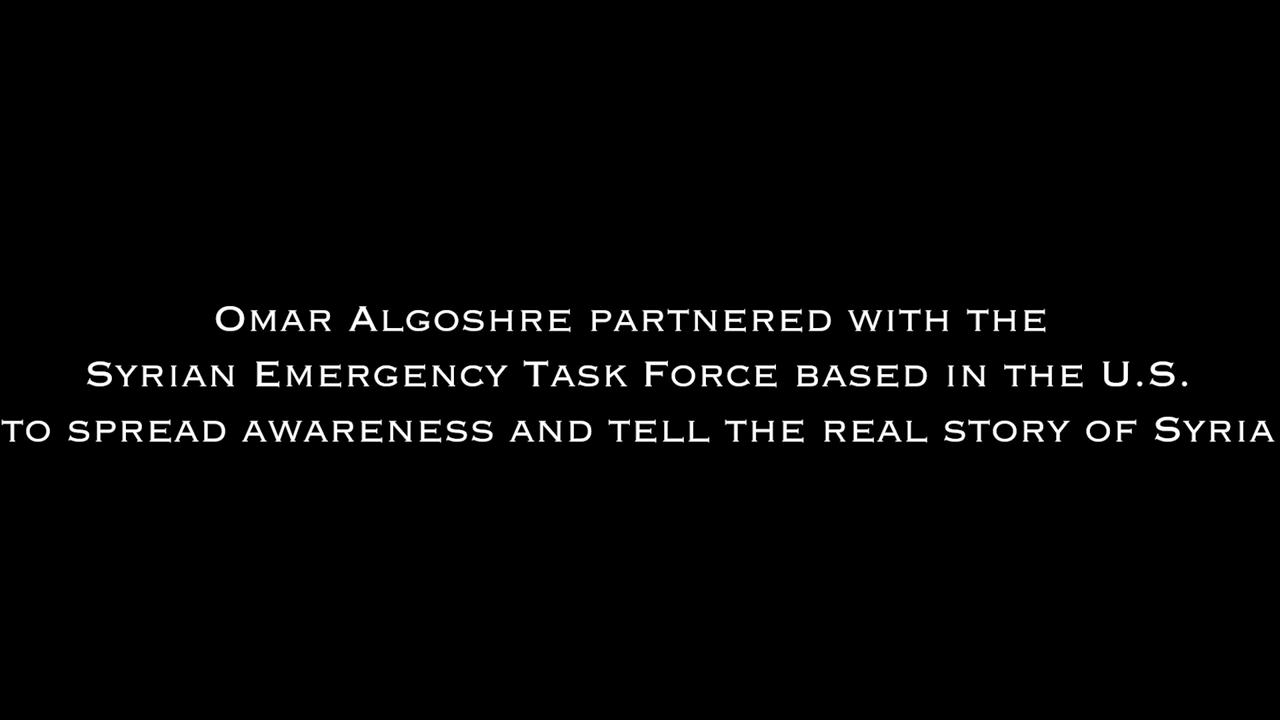 Omar Algoshre partnered with the
Syrian Emergency Task Force based in the U.S.
to spread awareness and tell the real story of Syria